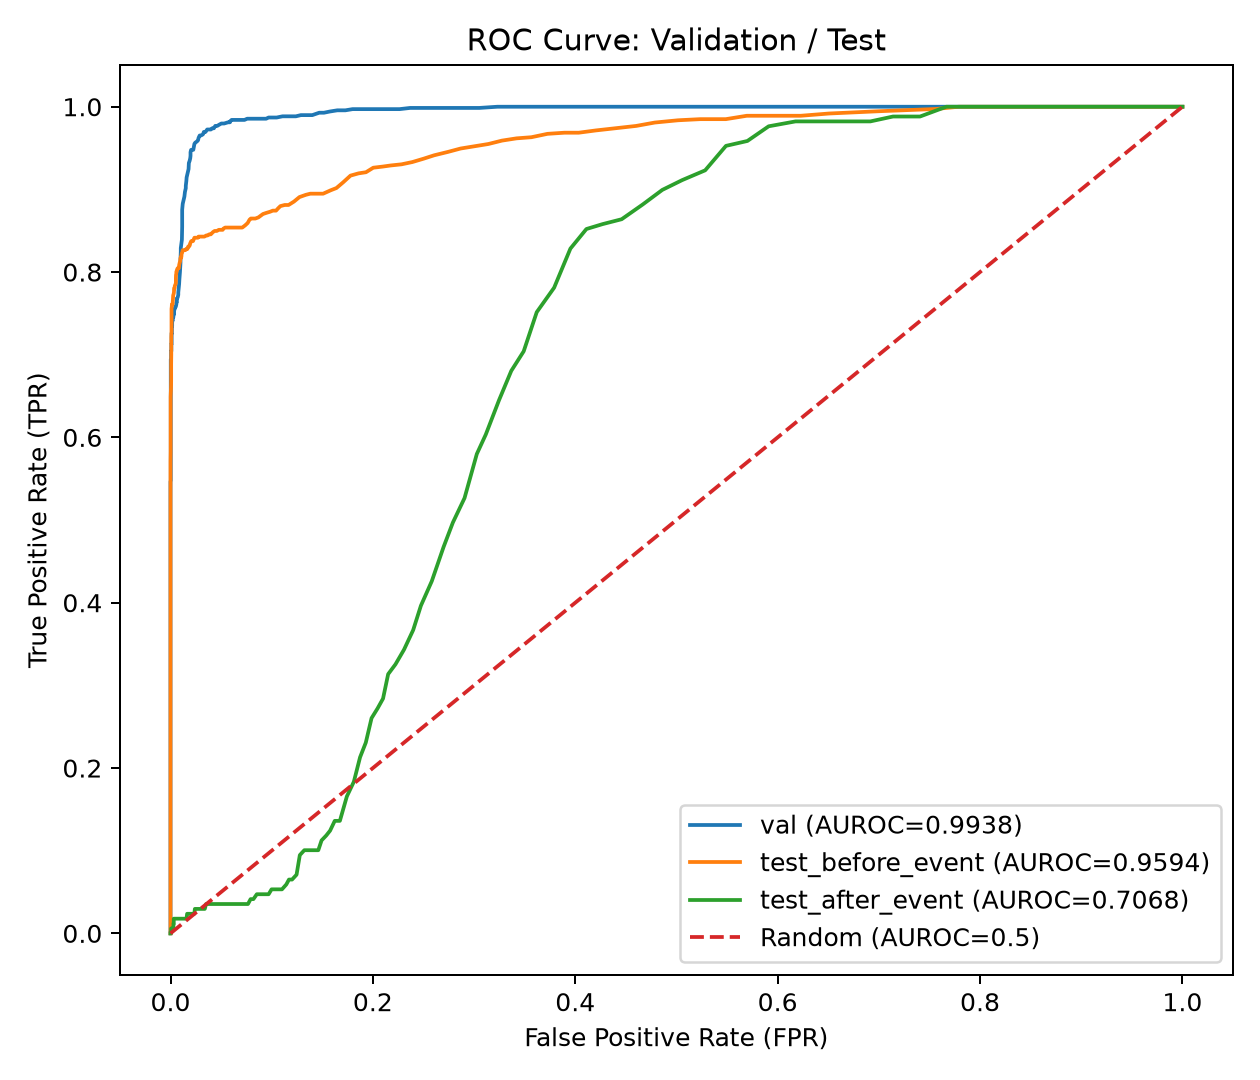 ROC Curve: Validation / Test
True Positive Rate (TPR)
1.0
0.8
0.6
0.4
0.2
0.0
val (AUROC=0.9938)
test_before_event (AUROC=0.9594)
test_after_event (AUROC=0.7068)
Random (AUROC=0.5)
0.0 0.2 0.4 0.6 0.8 1.0
False Positive Rate (FPR)